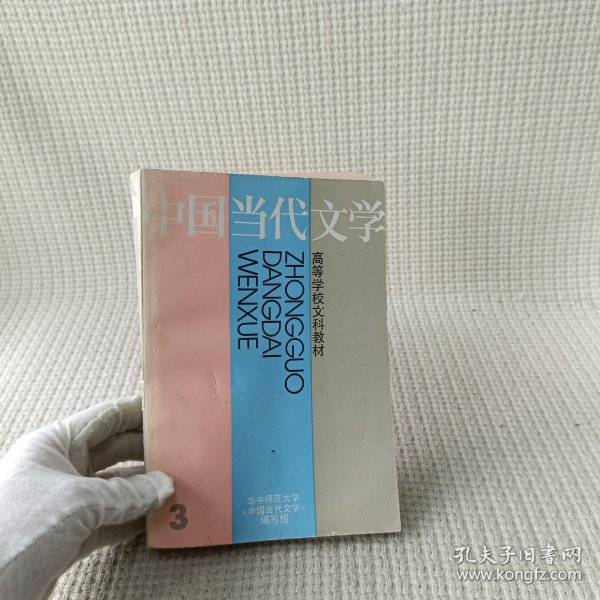 中国当代文学
高等学校文科教材
ZHONGGUO
DANGDAI
WENXUE
3
华中师范大学
《中国当代文学》
编写组
孔夫子旧书网
www.kongfz.com